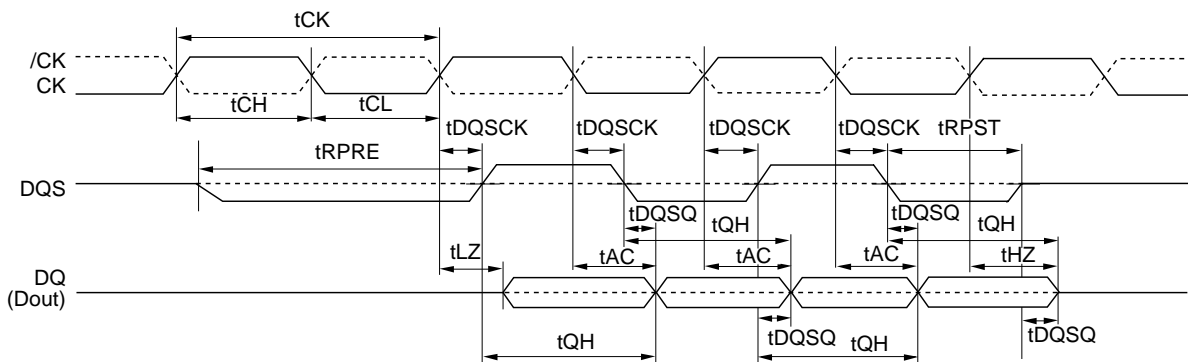 tCK
/CK
CK
tCH tCL
tDQSCK tDQSCK tDQSCK tDQSCK tRPST
tRPRE
DQS
tDQSQ tQH tDQSQ tQH
tLZ tAC tAC tAC tHZ
DQ
(Dout)
tDQSQ tDQSQ
tQH tQH